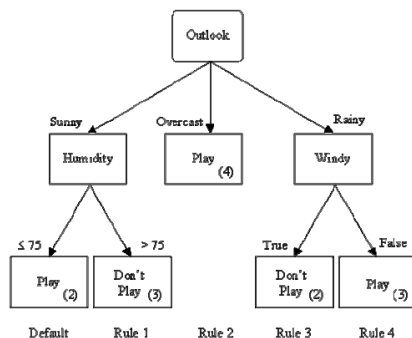 Outlook
Sunny
Overcast
Rainy
Humidity
Play
(4)
Windy
≤ 75
> 75
True
False
Play
(2)
Don't
Play (3)
Don't
Play (2)
Play
(3)
Default
Rule 1
Rule 2
Rule 3
Rule 4